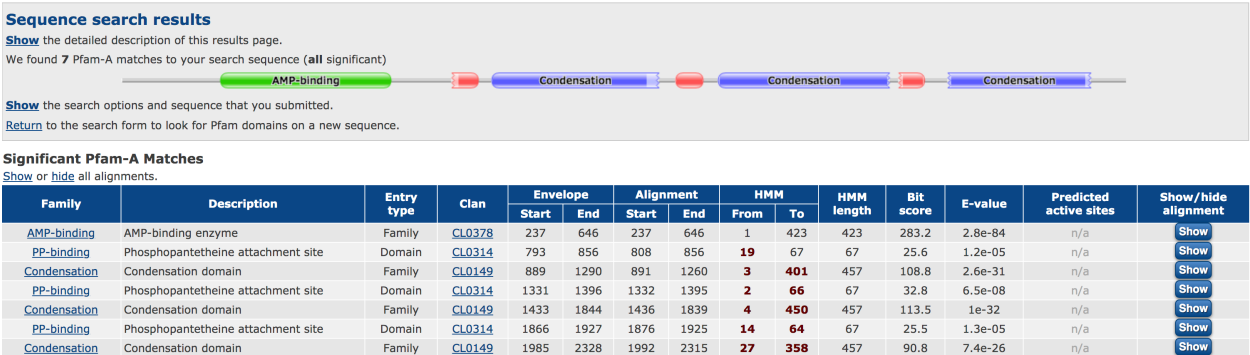 Sequence search results
Show the detailed description of this results page.
We found 7 Pfam-A matches to your search sequence (all significant)
AMP-binding Condensation Condensation Condensation
Show the search options and sequence that you submitted.
Return to the search form to look for Pfam domains on a new sequence.
Significant Pfam-A Matches
Show or hide all alignments.
Family Description Entry type Clan Envelope Alignment HMM HMM length Bit score E-value Predicted active sites Show/hide alignment
Start End Start End From To
AMP-binding AMP-binding enzyme Family CL0378 237 646 237 646 1 423 423 283.2 2.8e-84 n/a Show
PP-binding Phosphopantetheine attachment site Domain CL0314 793 856 808 856 19 67 67 25.6 1.2e-05 n/a Show
Condensation Condensation domain Family CL0149 889 1290 891 1260 3 401 457 108.8 2.6e-31 n/a Show
PP-binding Phosphopantetheine attachment site Domain CL0314 1331 1396 1332 1395 2 66 67 32.8 6.5e-08 n/a Show
Condensation Condensation domain Family CL0149 1433 1844 1436 1839 4 450 457 113.5 1e-32 n/a Show
PP-binding Phosphopantetheine attachment site Domain CL0314 1866 1927 1876 1925 14 64 67 25.5 1.3e-05 n/a Show
Condensation Condensation domain Family CL0149 1985 2328 1992 2315 27 358 457 90.8 7.4e-26 n/a Show